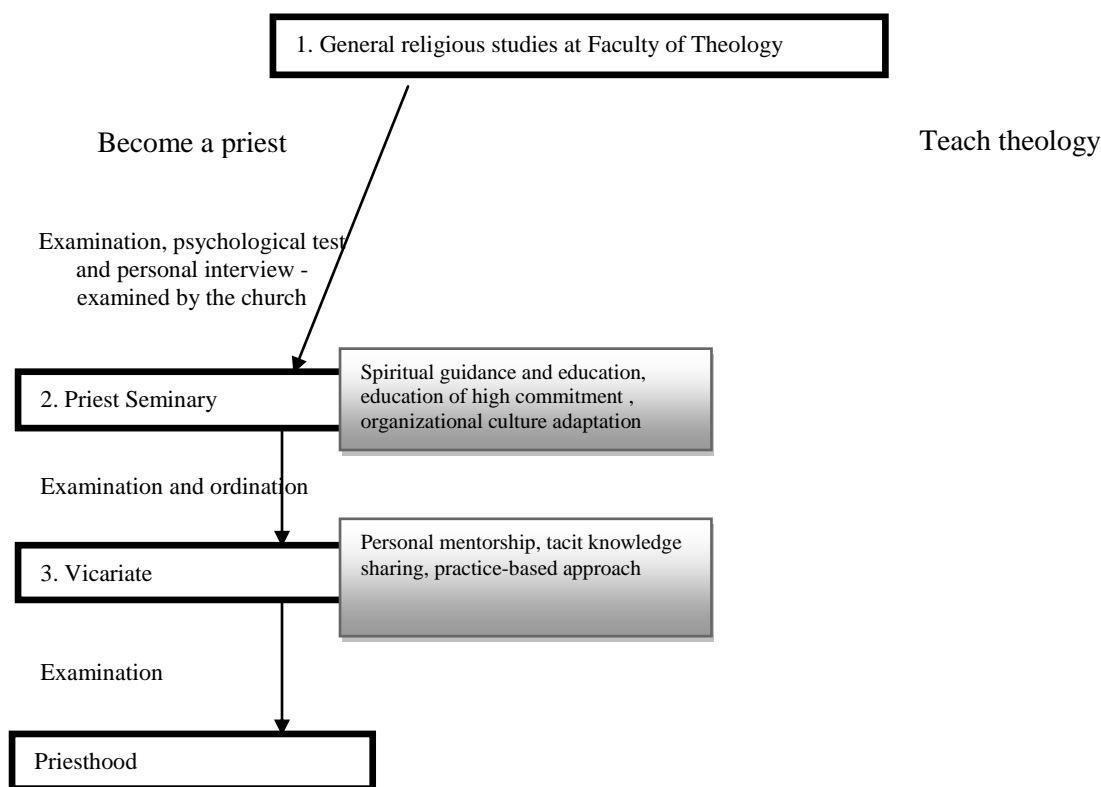 1. General religious studies at Faculty of Theology
Become a priest
Teach theology
Examination, psychological test
and personal interview -
examined by the church
2. Priest Seminary
Spiritual guidance and education,
education of high commitment ,
organizational culture adaptation
Examination and ordination
3. Vicariate
Personal mentorship, tacit knowledge
sharing, practice-based approach
Examination
Priesthood